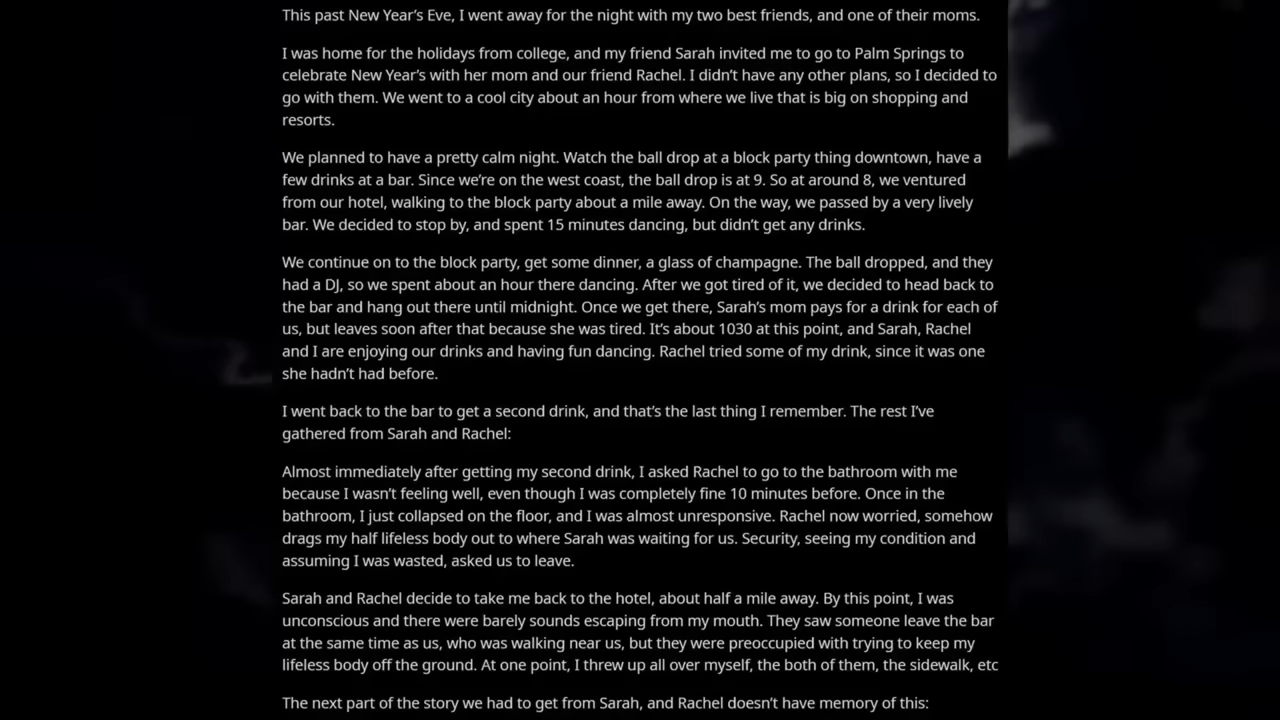 This past New Year’s Eve, I went away for the night with my two best friends, and one of their moms.
I was home for the holidays from college, and my friend Sarah invited me to go to Palm Springs to
celebrate New Year’s with her mom and our friend Rachel. I didn’t have any other plans, so I decided to
go with them. We went to a cool city about an hour from where we live that is big on shopping and
resorts.
We planned to have a pretty calm night. Watch the ball drop at a block party thing downtown, have a
few drinks at a bar. Since we’re on the west coast, the ball drop is at 9. So at around 8, we ventured
from our hotel, walking to the block party about a mile away. On the way, we passed by a very lively
bar. We decided to stop by, and spent 15 minutes dancing, but didn’t get any drinks.
We continue on to the block party, get some dinner, a glass of champagne. The ball dropped, and they
had a DJ, so we spent about an hour there dancing. After we got tired of it, we decided to head back to
the bar and hang out there until midnight. Once we get there, Sarah’s mom pays for a drink for each of
us, but leaves soon after that because she was tired. It’s about 1030 at this point, and Sarah, Rachel
and I are enjoying our drinks and having fun dancing. Rachel tried some of my drink, since it was one
she hadn’t had before.
I went back to the bar to get a second drink, and that’s the last thing I remember. The rest I’ve
gathered from Sarah and Rachel:
Almost immediately after getting my second drink, I asked Rachel to go to the bathroom with me
because I wasn’t feeling well, even though I was completely fine 10 minutes before. Once in the
bathroom, I just collapsed on the floor, and I was almost unresponsive. Rachel now worried, somehow
drags my half lifeless body out to where Sarah was waiting for us. Security, seeing my condition and
assuming I was wasted, asked us to leave.
Sarah and Rachel decide to take me back to the hotel, about half a mile away. By this point, I was
unconscious and there were barely sounds escaping from my mouth. They saw someone leave the bar
at the same time as us, who was walking near us, but they were preoccupied with trying to keep my
lifeless body off the ground. At one point, I threw up all over myself, the both of them, the sidewalk, etc
The next part of the story we had to get from Sarah, and Rachel doesn’t have memory of this: